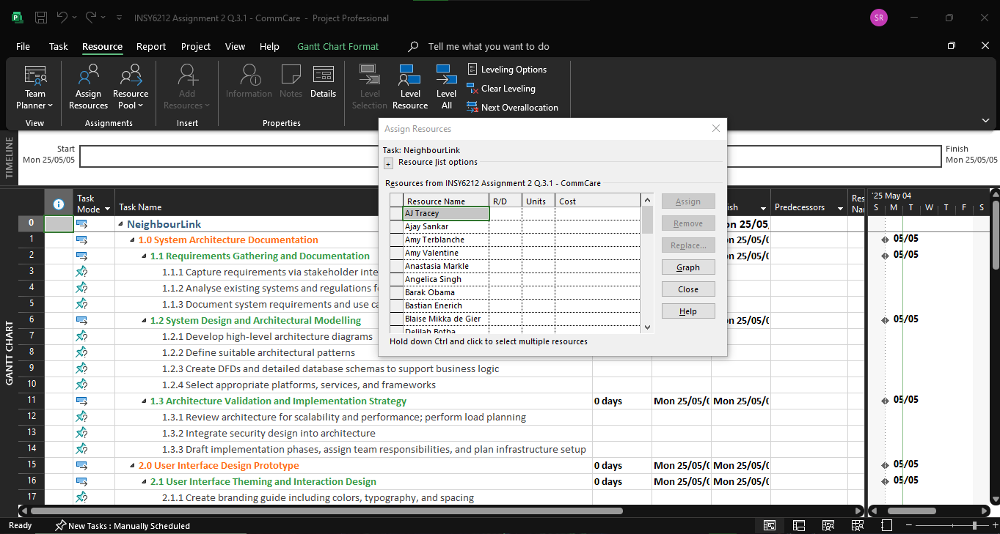 INSY6212 Assignment 2 Q.3.1 - CommCare - Project Professional
SR
File Task Resource Report Project View Help Gantt Chart Format Tell me what you want to do
Team Planner
Assign Resources
Resource Pool
Add Resources
Information
Notes
Details
Level Selection
Level Resource
Level All
Leveling Options
Clear Leveling
Next Overallocation
View
Assignments
Insert
Properties
TIMELINE
Start
Mon 25/05/05
Finish
Mon 25/05/05
Assign Resources
Task: NeighbourLink
+ Resource list options
Resources from INSY6212 Assignment 2 Q.3.1 - CommCare
Resource Name R/D Units Cost
AJ Tracey
Ajay Sankar
Amy Terblanche
Amy Valentine
Anastasia Markle
Angelica Singh
Barak Obama
Bastian Enerich
Blaise Mikka de Gier
Delilah Botha
Assign
Remove
Replace...
Graph
Close
Help
Hold down Ctrl and click to select multiple resources
GANTT CHART
Task Mode Task Name ish Predecessors Res Nar
'25 May 04
S M T W T F S
0 NeighbourLink on 25/05
1 1.0 System Architecture Documentation on 25/05/0 05/05
2 1.1 Requirements Gathering and Documentation on 25/05/0 05/05
3 1.1.1 Capture requirements via stakeholder inte
4 1.1.2 Analyse existing systems and regulations f
5 1.1.3 Document system requirements and use ca
6 1.2 System Design and Architectural Modelling on 25/05/0 05/05
7 1.2.1 Develop high-level architecture diagrams
8 1.2.2 Define suitable architectural patterns
9 1.2.3 Create DFDs and detailed database schemas to support business logic
10 1.2.4 Select appropriate platforms, services, and frameworks
11 1.3 Architecture Validation and Implementation Strategy 0 days Mon 25/05/0 Mon 25/05/0 05/05
12 1.3.1 Review architecture for scalability and performance; perform load planning
13 1.3.2 Integrate security design into architecture
14 1.3.3 Draft implementation phases, assign team responsibilities, and plan infrastructure setup
15 2.0 User Interface Design Prototype 0 days Mon 25/05/0 Mon 25/05/0 05/05
16 2.1 User Interface Theming and Interaction Design 0 days Mon 25/05/0 Mon 25/05/0 05/05
17 2.1.1 Create branding guide including colors, typography, and spacing
Ready New Tasks : Manually Scheduled